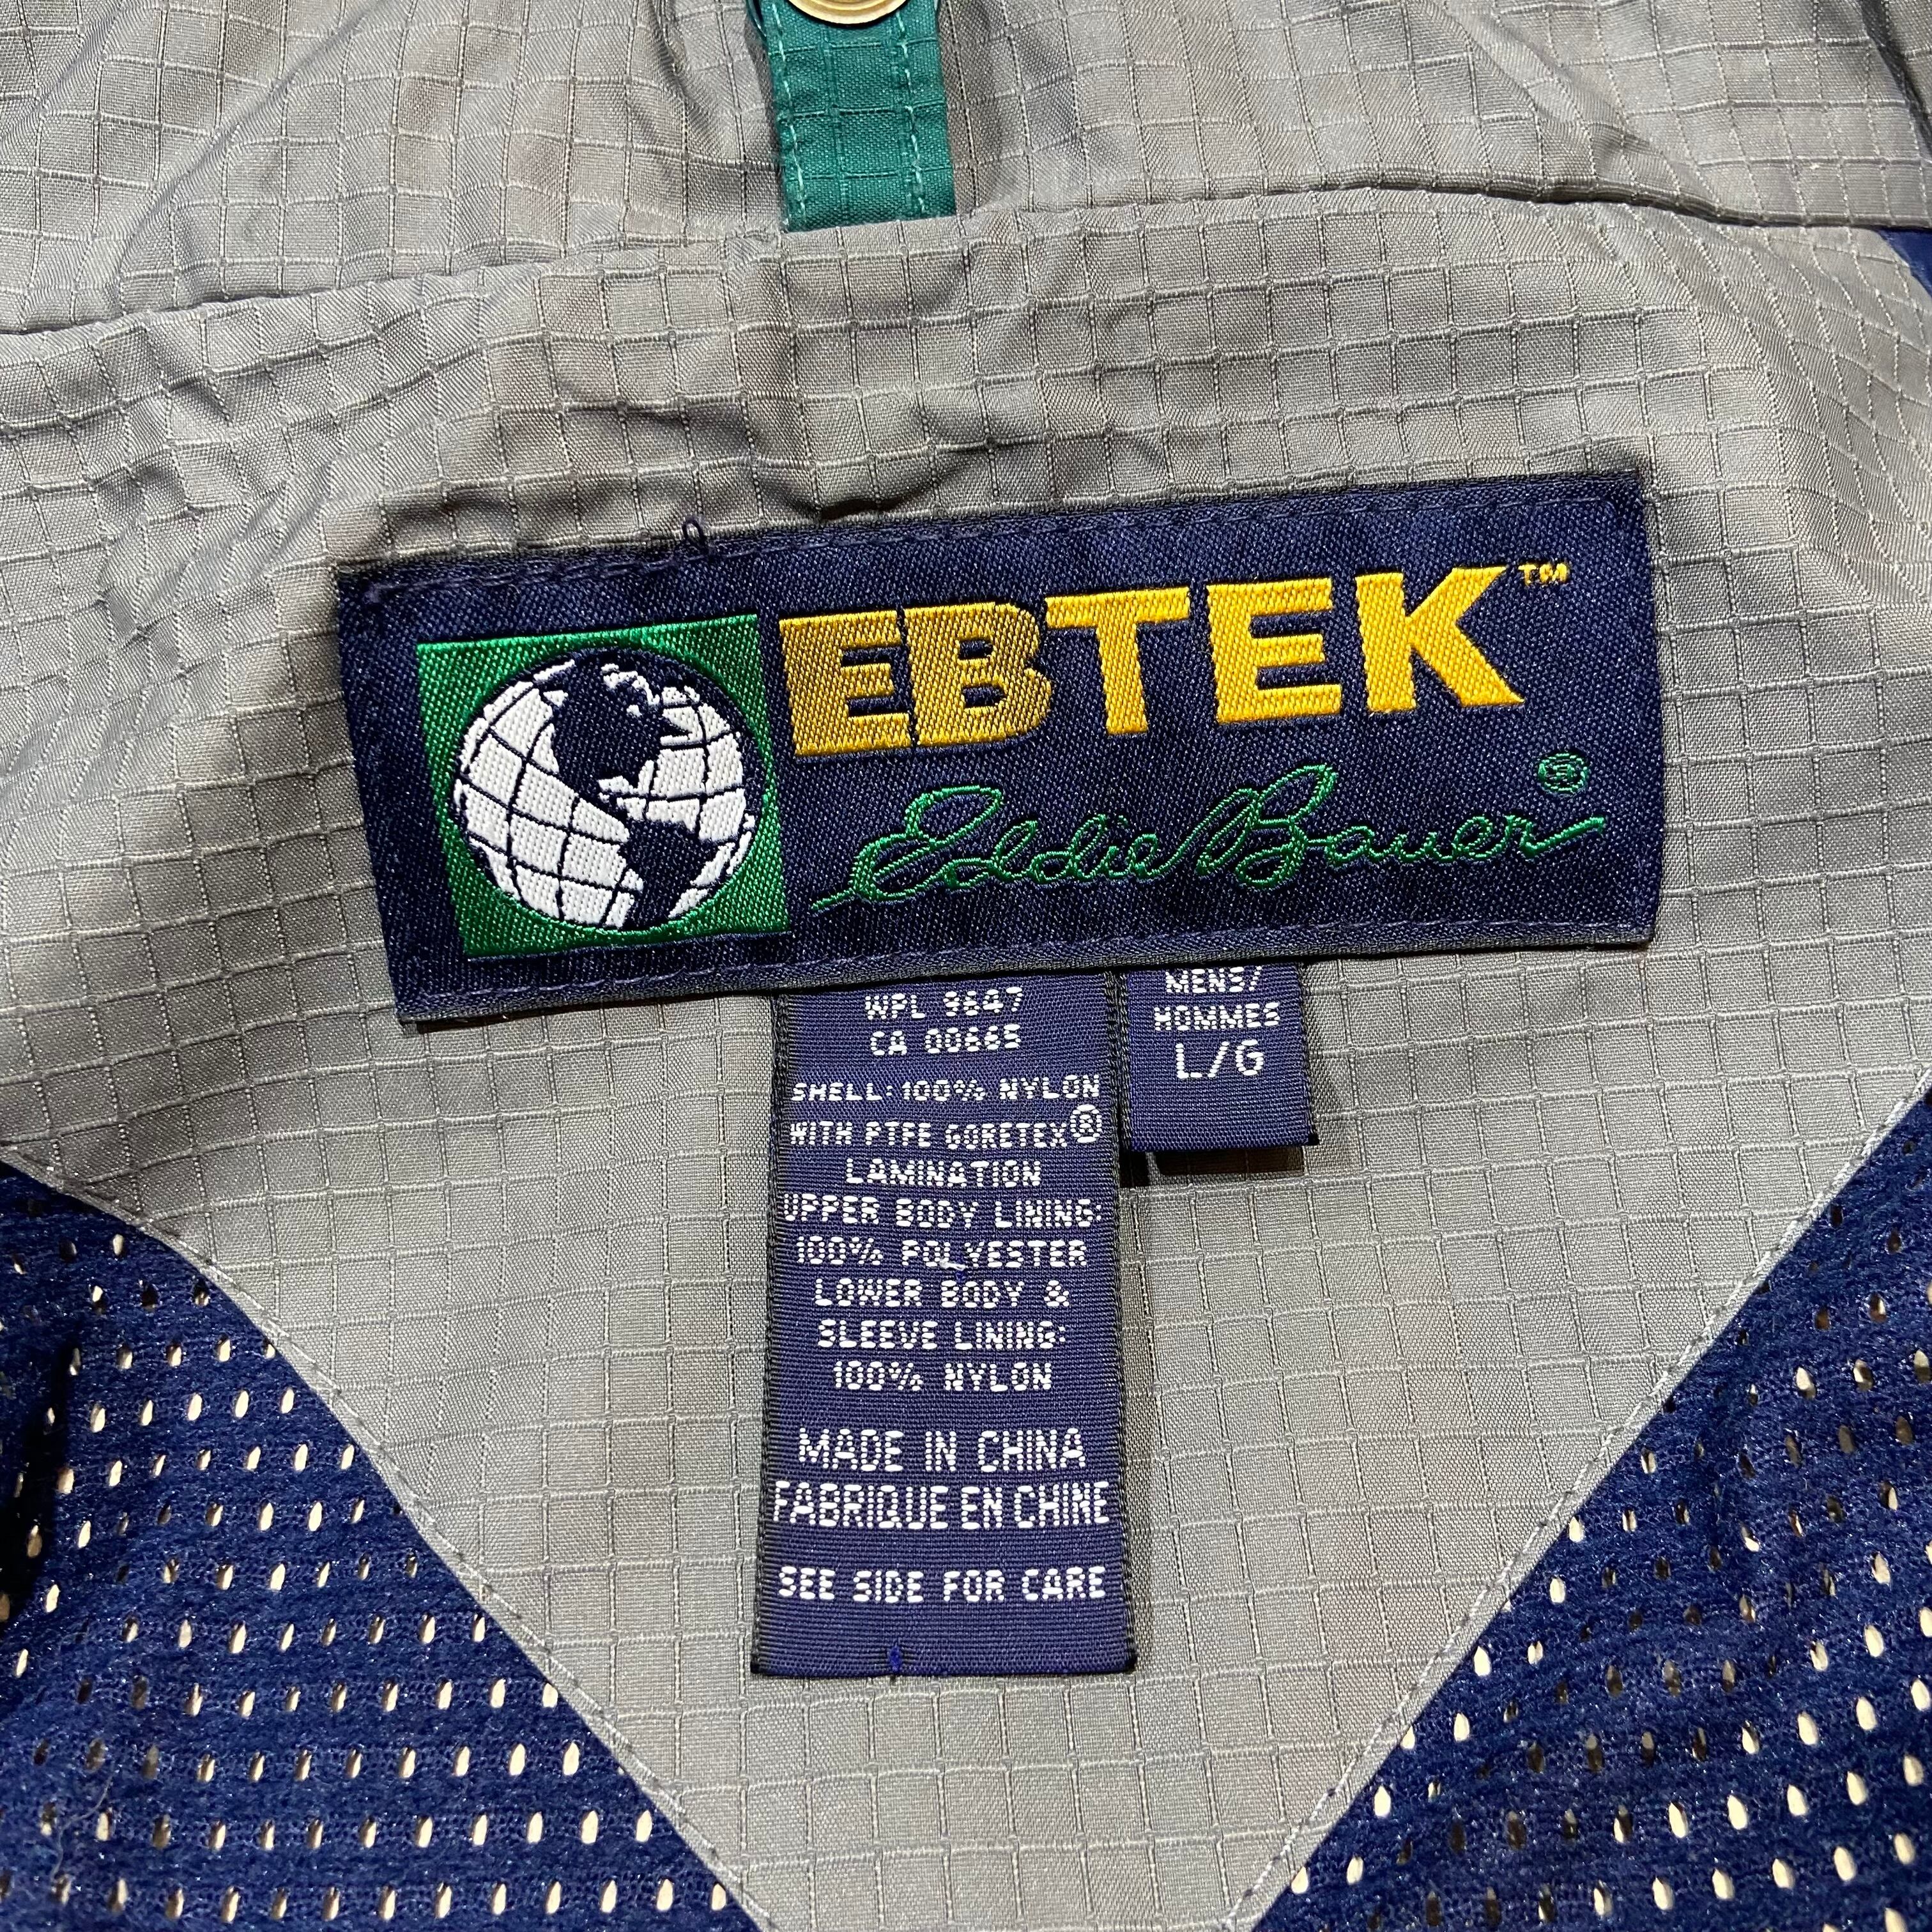 EBTEK™
Eddie Bauer®
WPL 3647
CA 00665
SHELL: 100% NYLON
WITH PTFE GORETEX®
LAMINATION
UPPER BODY LINING:
100% POLYESTER
LOWER BODY &
SLEEVE LINING:
100% NYLON
MADE IN CHINA
FABRIQUE EN CHINE
SEE SIDE FOR CARE
MENS/
HOMMES
L/G